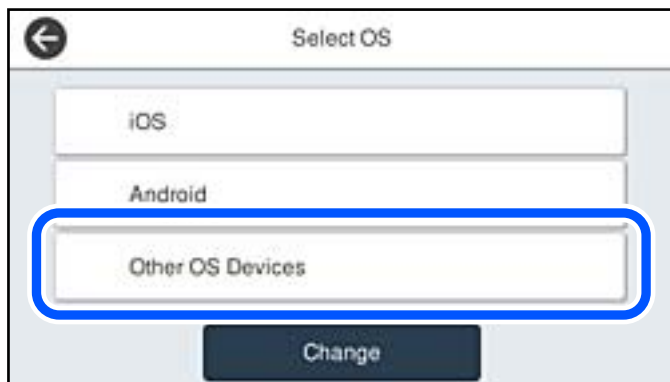 Select OS
iOS
Android
Other OS Devices
Change